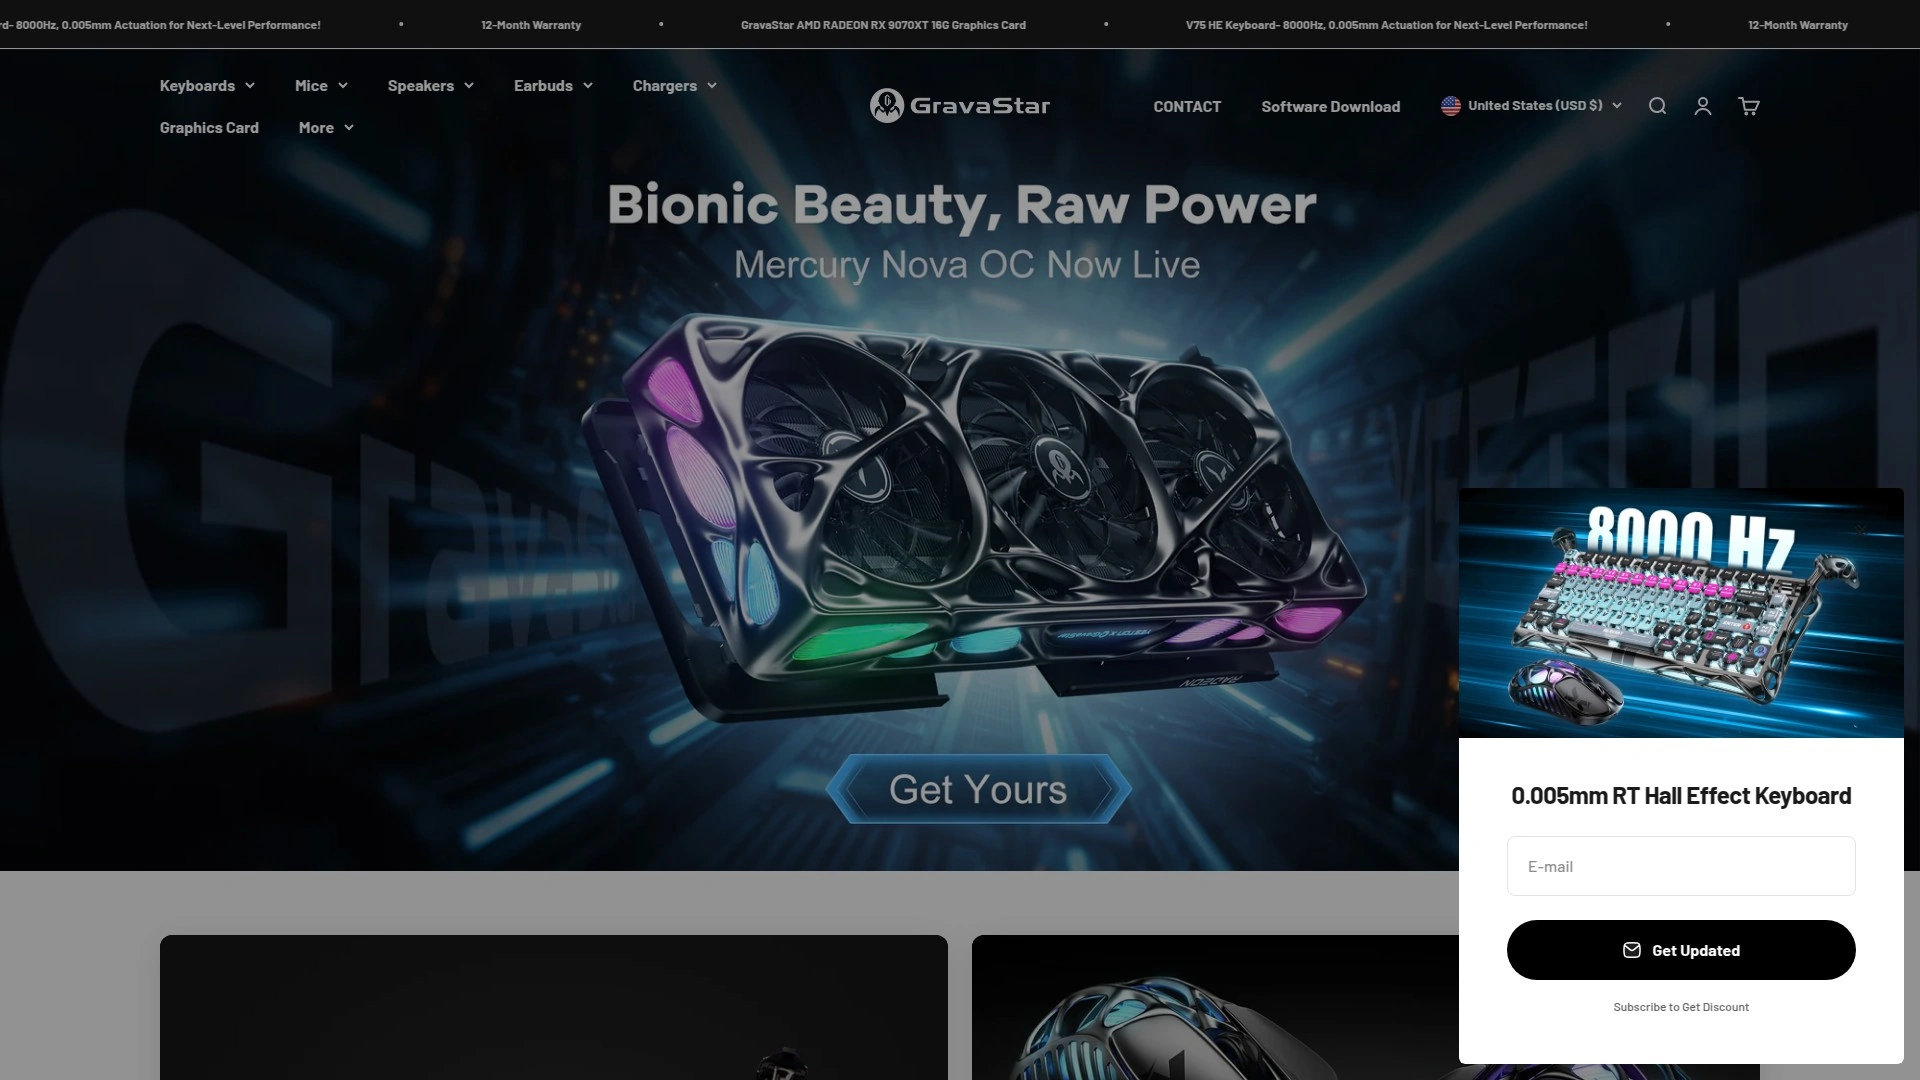 rd- 8000Hz, 0.005mm Actuation for Next-Level Performance! • 12-Month Warranty • GravaStar AMD RADEON RX 9070XT 16G Graphics Card • V75 HE Keyboard- 8000Hz, 0.005mm Actuation for Next-Level Performance! • 12-Month Warranty
Keyboards Mice Speakers Earbuds Chargers
Graphics Card More
GravaStar
CONTACT Software Download United States (USD $)
Bionic Beauty, Raw Power
Mercury Nova OC Now Live
GravaStar
RADEON
Get Yours
8000 Hz
0.005mm RT Hall Effect Keyboard
E-mail
Get Updated
Subscribe to Get Discount